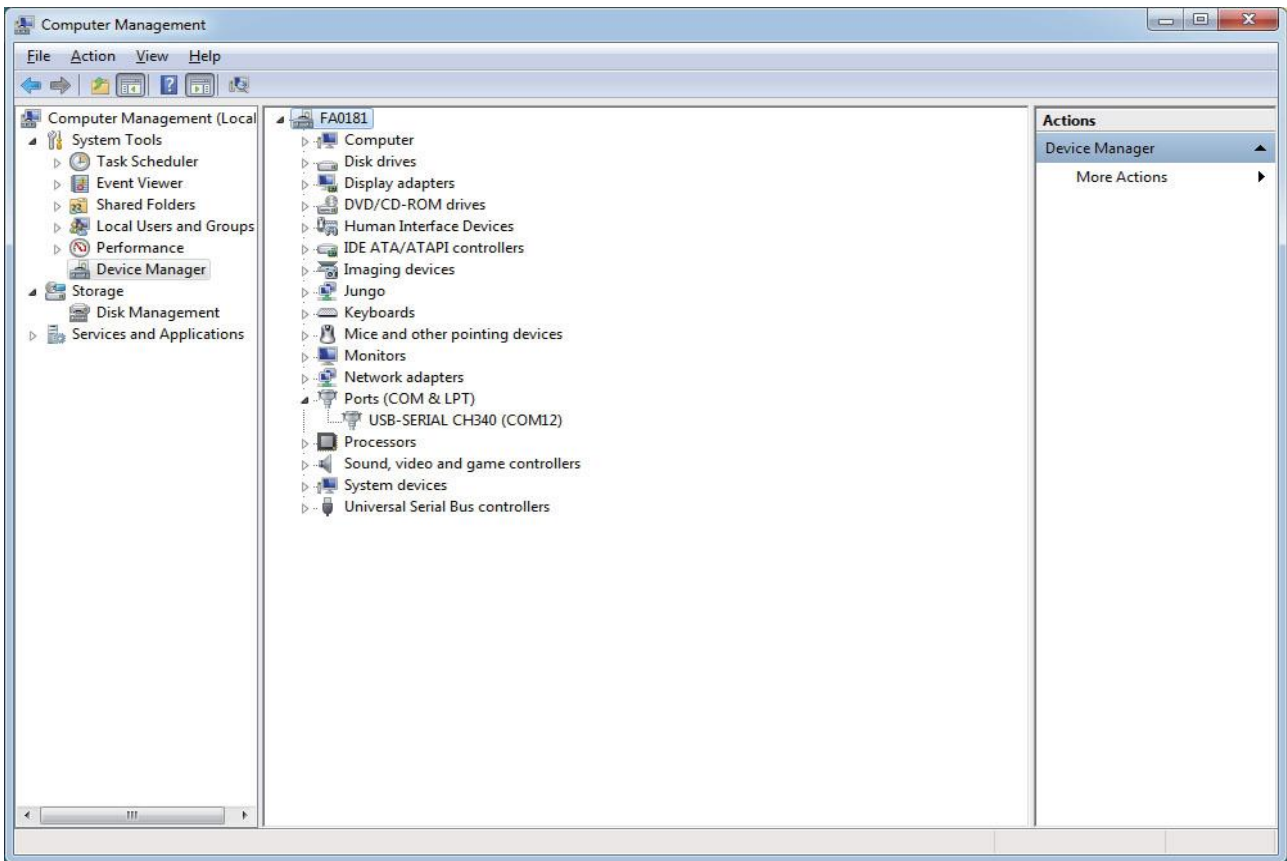 Computer Management
File Action View Help
Computer Management (Local
System Tools
Task Scheduler
Event Viewer
Shared Folders
Local Users and Groups
Performance
Device Manager
Storage
Disk Management
Services and Applications
FA0181
Computer
Disk drives
Display adapters
DVD/CD-ROM drives
Human Interface Devices
IDE ATA/ATAPI controllers
Imaging devices
Jungo
Keyboards
Mice and other pointing devices
Monitors
Network adapters
Ports (COM & LPT)
USB-SERIAL CH340 (COM12)
Processors
Sound, video and game controllers
System devices
Universal Serial Bus controllers
Actions
Device Manager
More Actions